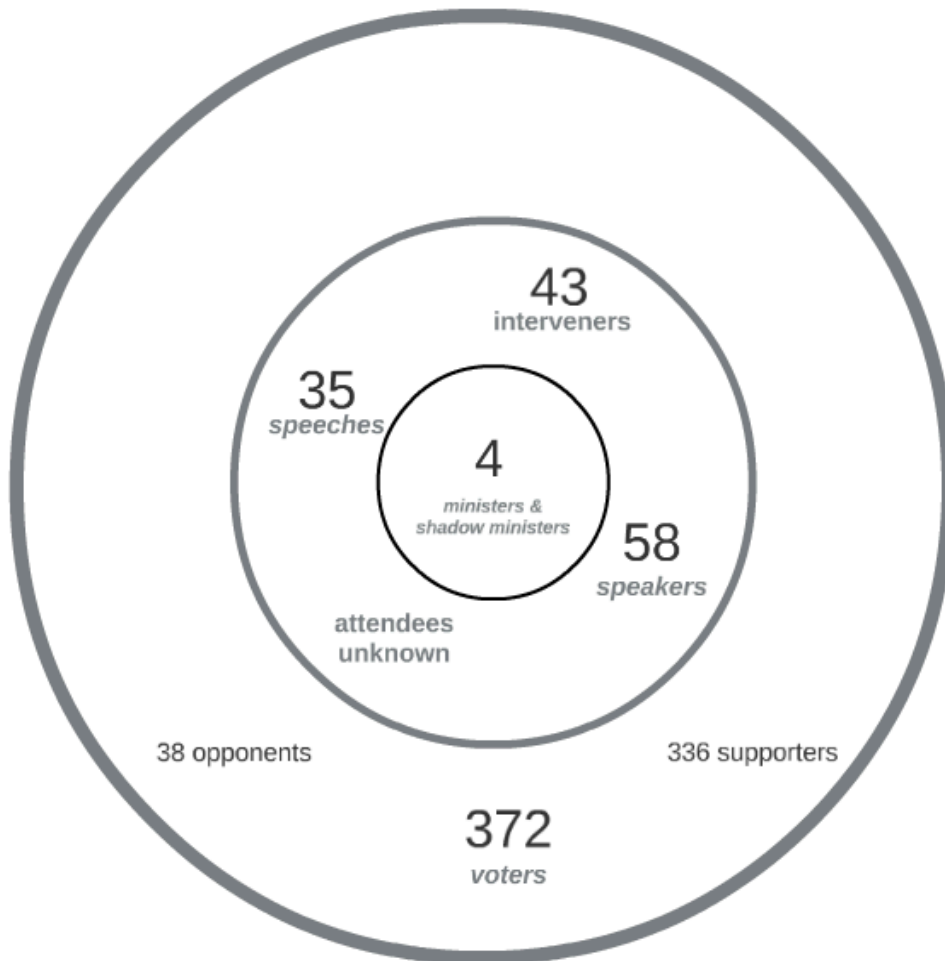 43
interveners
35
speeches
4
ministers &
shadow ministers
58
speakers
attendees
unknown
38 opponents
336 supporters
372
voters